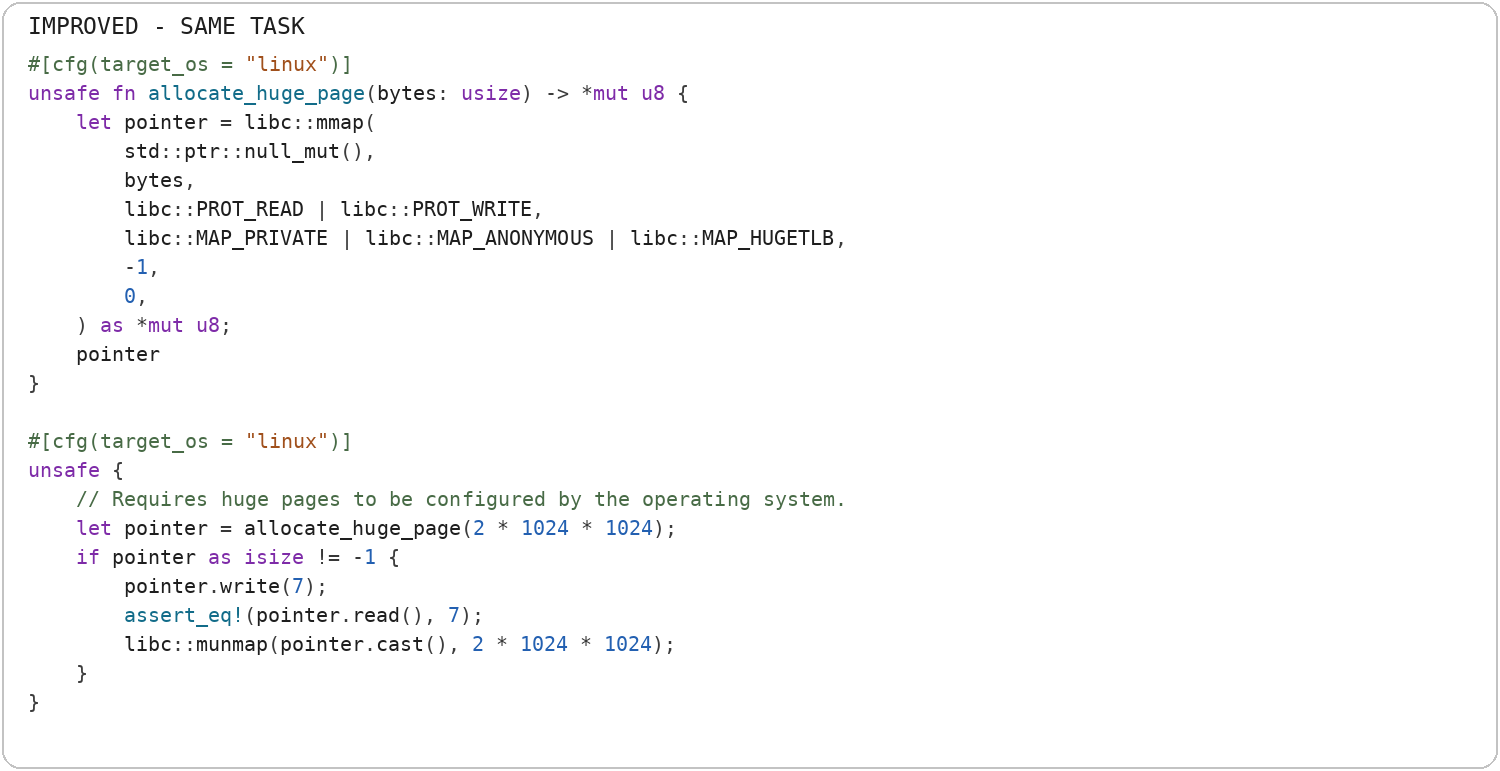 IMPROVED - SAME TASK
#[cfg(target_os = "linux")]
unsafe fn allocate_huge_page(bytes: usize) -> *mut u8 {
    let pointer = libc::mmap(
        std::ptr::null_mut(),
        bytes,
        libc::PROT_READ | libc::PROT_WRITE,
        libc::MAP_PRIVATE | libc::MAP_ANONYMOUS | libc::MAP_HUGETLB,
        -1,
        0,
    ) as *mut u8;
    pointer
}

#[cfg(target_os = "linux")]
unsafe {
    // Requires huge pages to be configured by the operating system.
    let pointer = allocate_huge_page(2 * 1024 * 1024);
    if pointer as isize != -1 {
        pointer.write(7);
        assert_eq!(pointer.read(), 7);
        libc::munmap(pointer.cast(), 2 * 1024 * 1024);
    }
}